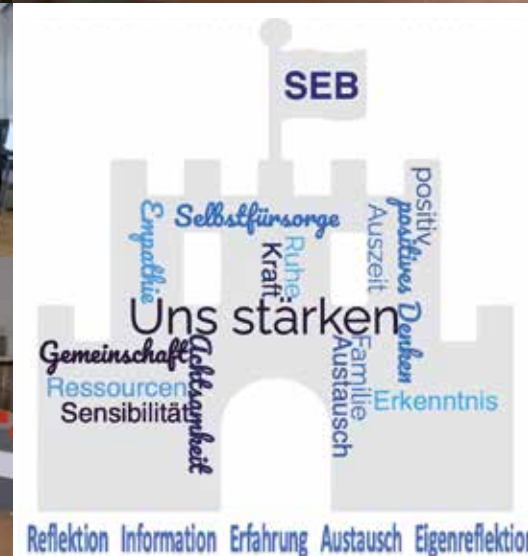 SEB
positiv
Empathie
Selbstfürsorge
Auszeit
positives Denken
Ruhe
Kraft
Uns stärken
Gemeinschaft
Achtsamkeit
Familie
Austausch
Ressourcen
Erkenntnis
Sensibilität
Reflektion Information Erfahrung Austausch Eigenreflektion